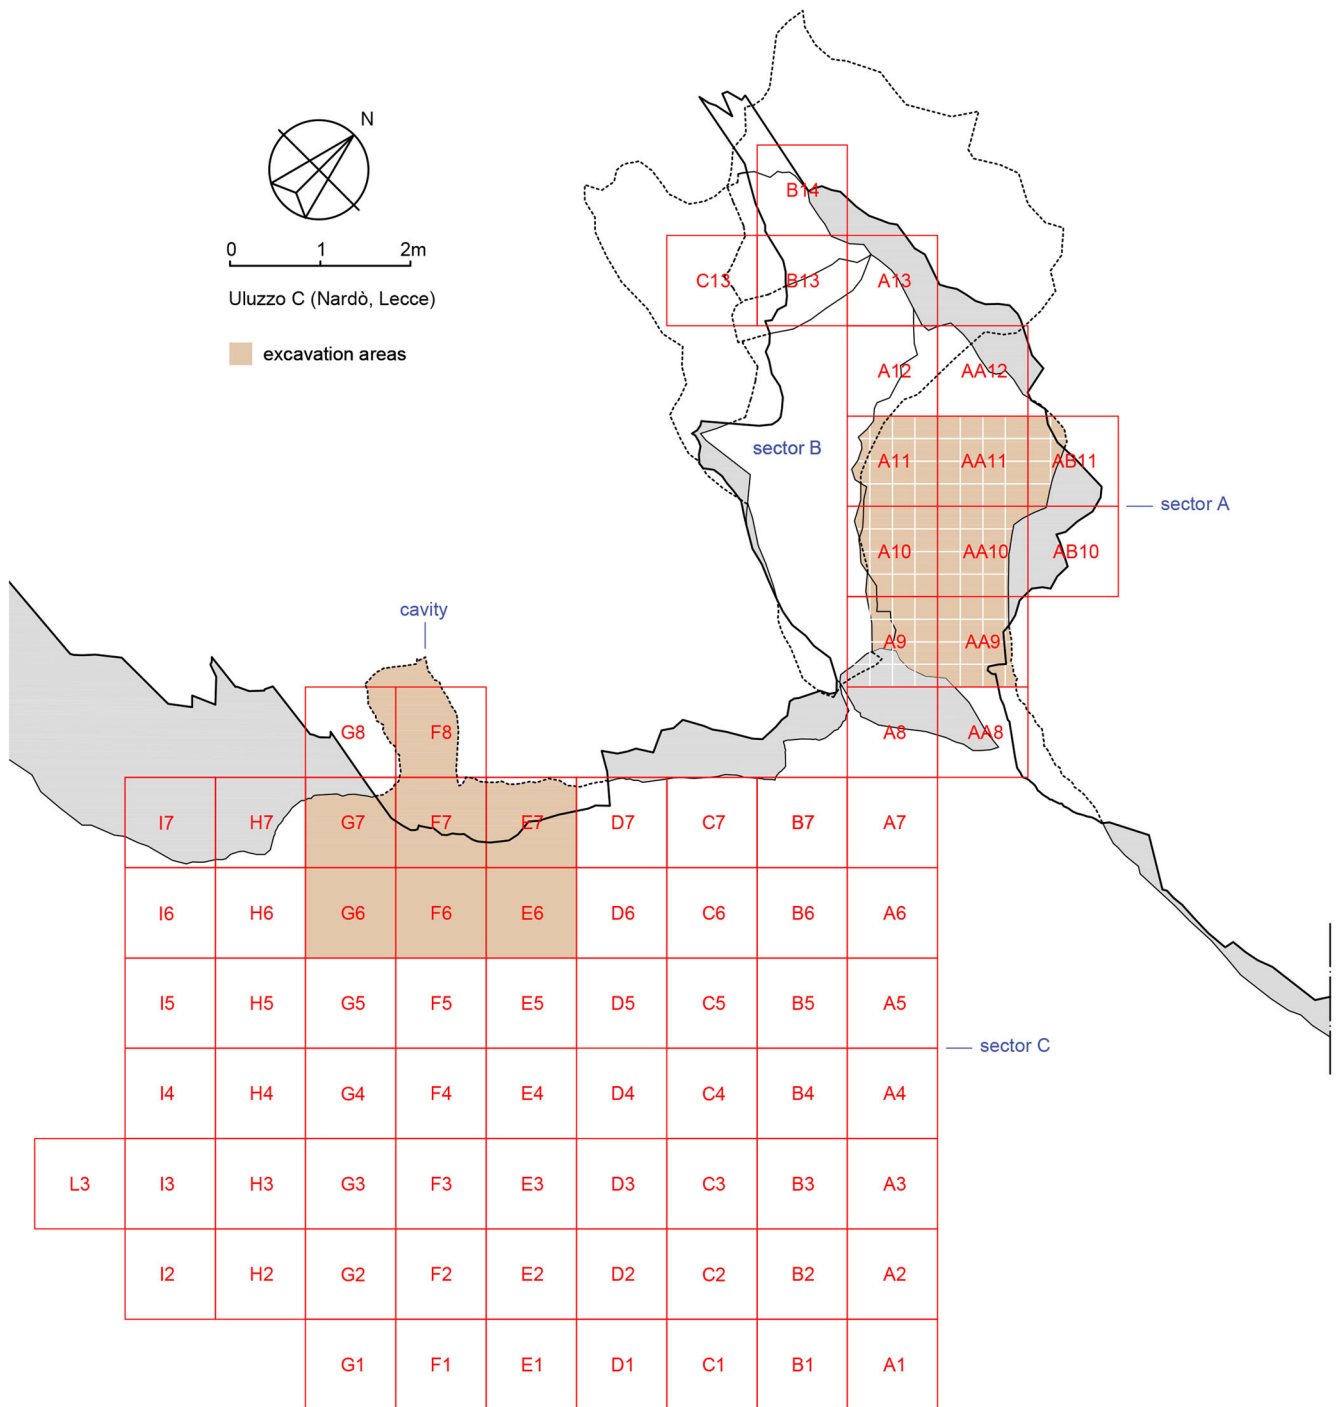 N
0 1 2m
Uluzzo C (Nardò, Lecce)
excavation areas
B14
C13 B13 A13
A12 AA12
sector B
A11 AA11 AB11
sector A
A10 AA10 AB10
cavity
A9 AA9
G8 F8 A8 AA8
I7 H7 G7 F7 E7 D7 C7 B7 A7
I6 H6 G6 F6 E6 D6 C6 B6 A6
I5 H5 G5 F5 E5 D5 C5 B5 A5
sector C
I4 H4 G4 F4 E4 D4 C4 B4 A4
L3 I3 H3 G3 F3 E3 D3 C3 B3 A3
I2 H2 G2 F2 E2 D2 C2 B2 A2
G1 F1 E1 D1 C1 B1 A1